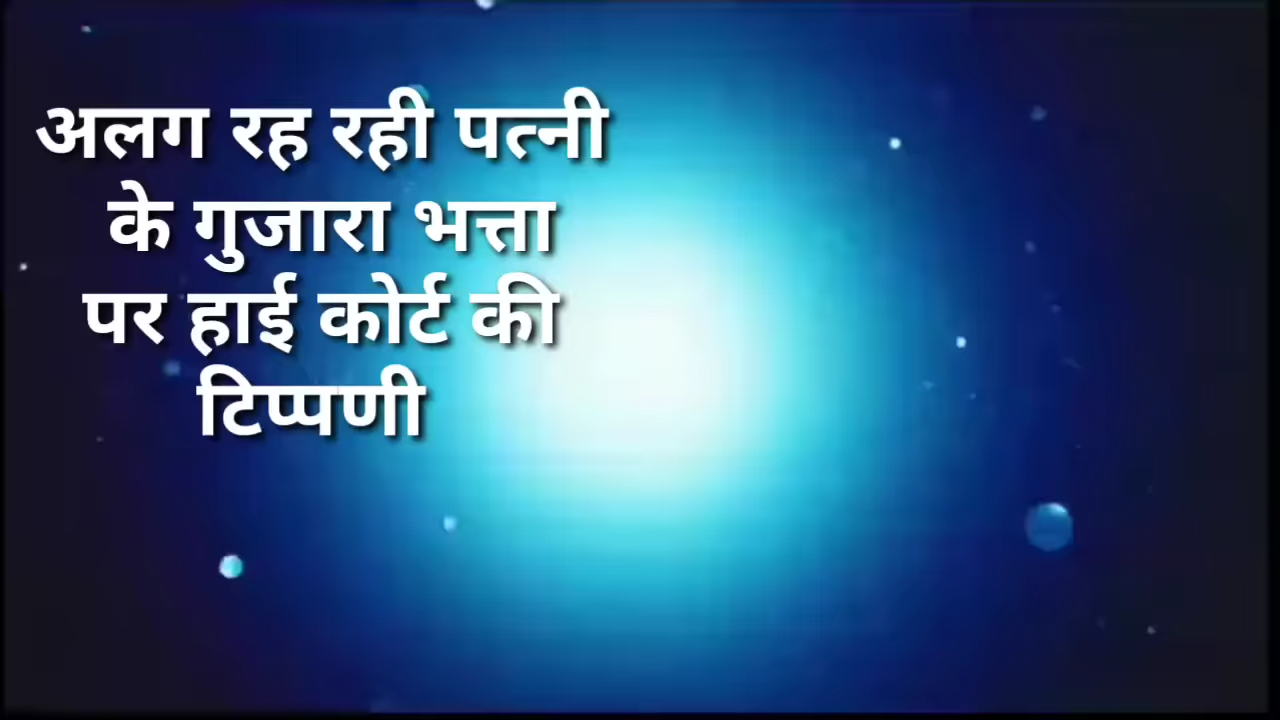 अलग रह रही पत्नी
के गुजारा भत्ता
पर हाई कोर्ट की
टिप्पणी